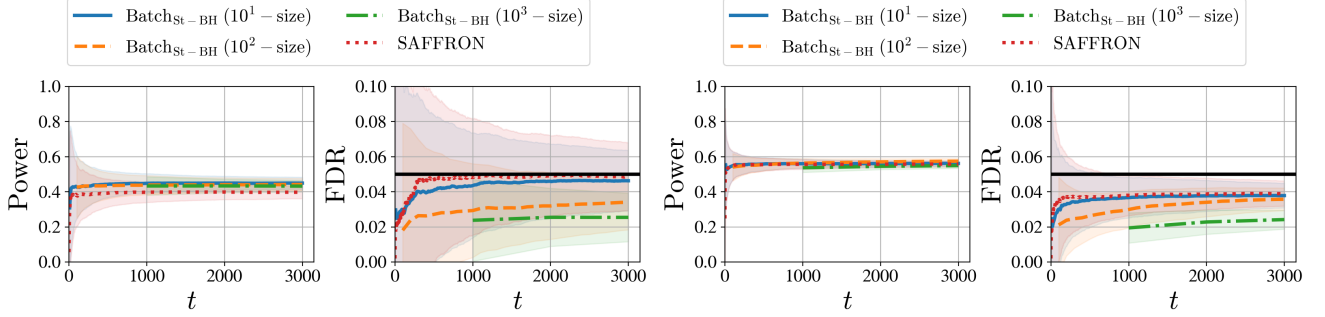 Batch_St−BH (10^1 − size)
Batch_St−BH (10^3 − size)
Batch_St−BH (10^2 − size)
SAFFRON
Batch_St−BH (10^1 − size)
Batch_St−BH (10^3 − size)
Batch_St−BH (10^2 − size)
SAFFRON
Power
1.0
0.8
0.6
0.4
0.2
0.0
0
1000
2000
3000
t
FDR
0.10
0.08
0.06
0.04
0.02
0.00
0
1000
2000
3000
t
Power
1.0
0.8
0.6
0.4
0.2
0.0
0
1000
2000
3000
t
FDR
0.10
0.08
0.06
0.04
0.02
0.00
0
1000
2000
3000
t